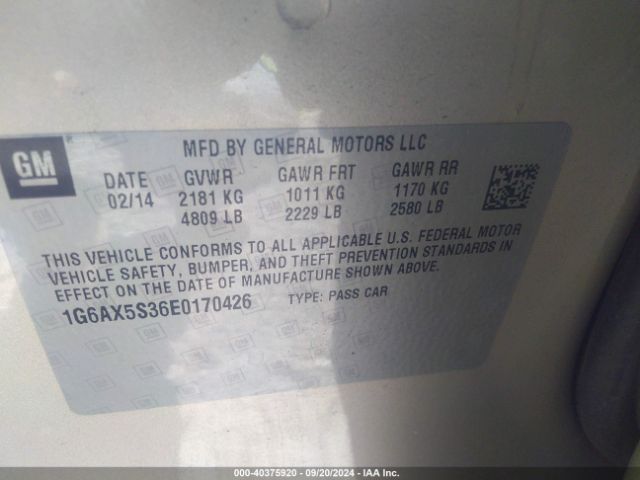 GM
MFD BY GENERAL MOTORS LLC
DATE GVWR GAWR FRT GAWR RR
02/14 2181 KG 1011 KG 1170 KG
4809 LB 2229 LB 2580 LB
THIS VEHICLE CONFORMS TO ALL APPLICABLE U.S. FEDERAL MOTOR
VEHICLE SAFETY, BUMPER, AND THEFT PREVENTION STANDARDS IN
EFFECT ON THE DATE OF MANUFACTURE SHOWN ABOVE.
1G6AX5S36E0170426 TYPE: PASS CAR
000-40375920 - 09/20/2024 - IAA Inc.